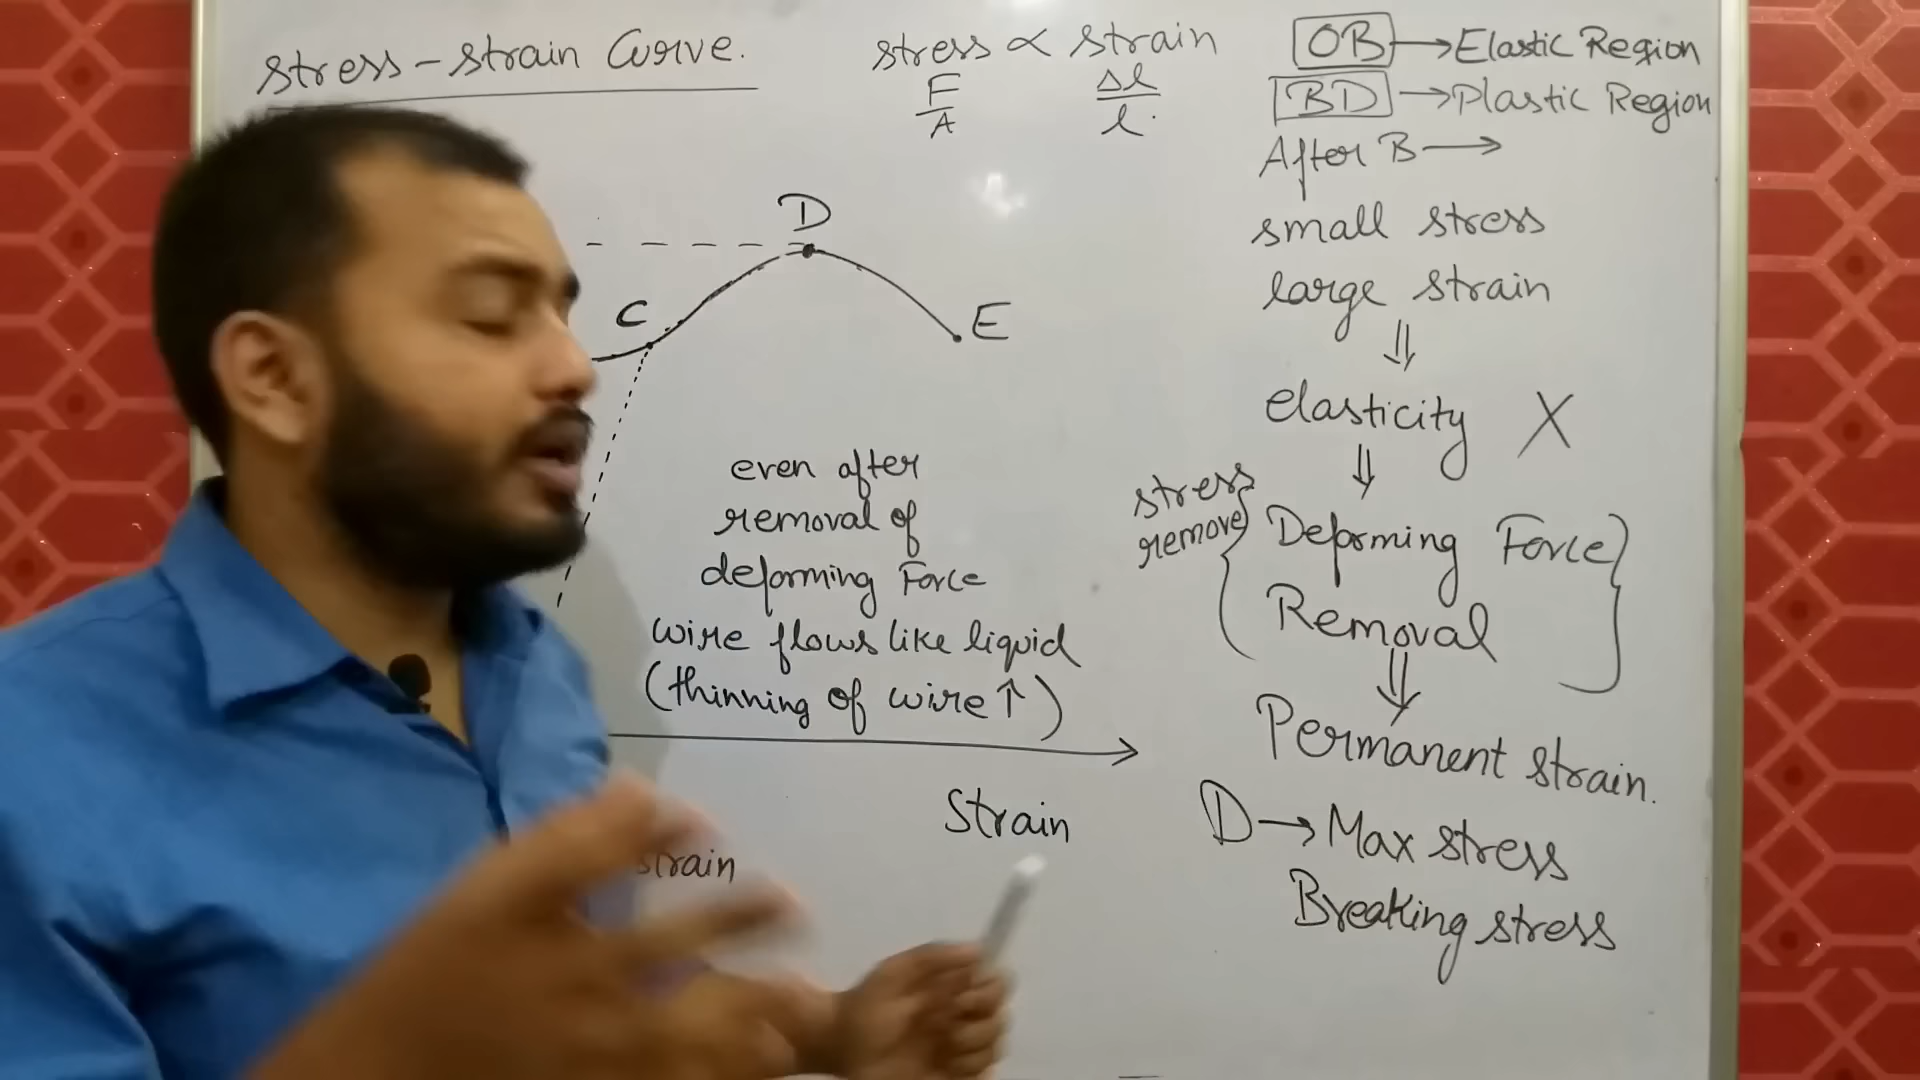 stress-strain Curve.
stress ∝ strain
F/A Δl/l.
OB → Elastic Region
BD → Plastic Region
After B →
small stress
large strain
⇓
elasticity X
⇓
stress remove
Deforming Force
Removal
⇓
Permanent strain.
D → Max stress
Breaking stress
D
C
E
even after
removal of
deforming Force
wire flows like liquid
(thinning of wire ↑)
Strain
strain